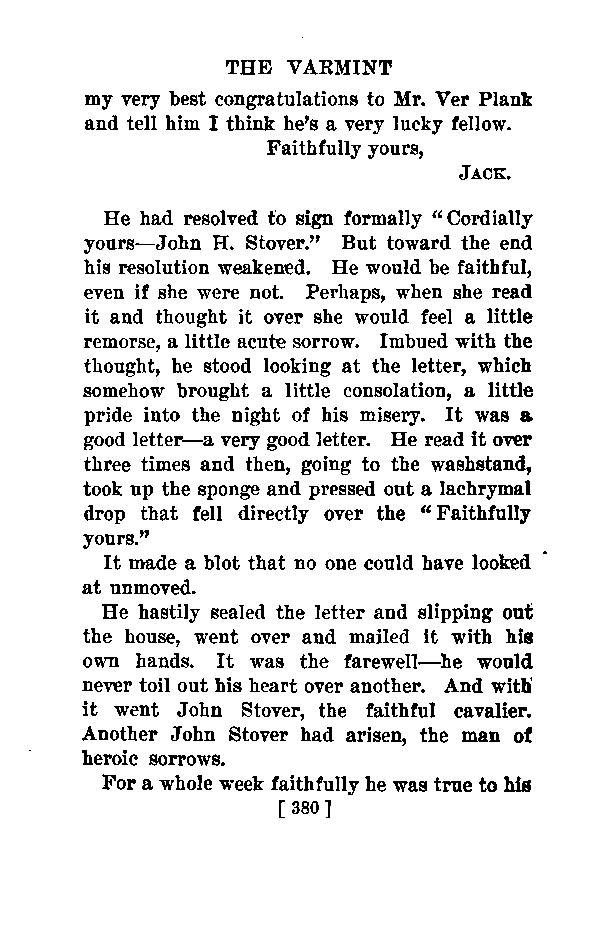 THE VARMINT
my very best congratulations to Mr. Ver Plank
and tell him I think he's a very lucky fellow.
Faithfully yours,
JACK.
He had resolved to sign formally "Cordially
yours—John H. Stover." But toward the end
his resolution weakened. He would be faithful,
even if she were not. Perhaps, when she read
it and thought it over she would feel a little
remorse, a little acute sorrow. Imbued with the
thought, he stood looking at the letter, which
somehow brought a little consolation, a little
pride into the night of his misery. It was a
good letter—a very good letter. He read it over
three times and then, going to the washstand,
took up the sponge and pressed out a lachrymal
drop that fell directly over the "Faithfully
yours."
It made a blot that no one could have looked
at unmoved.
He hastily sealed the letter and slipping out
the house, went over and mailed it with his
own hands. It was the farewell—he would
never toil out his heart over another. And with
it went John Stover, the faithful cavalier.
Another John Stover had arisen, the man of
heroic sorrows.
For a whole week faithfully he was true to his
[ 380 ]